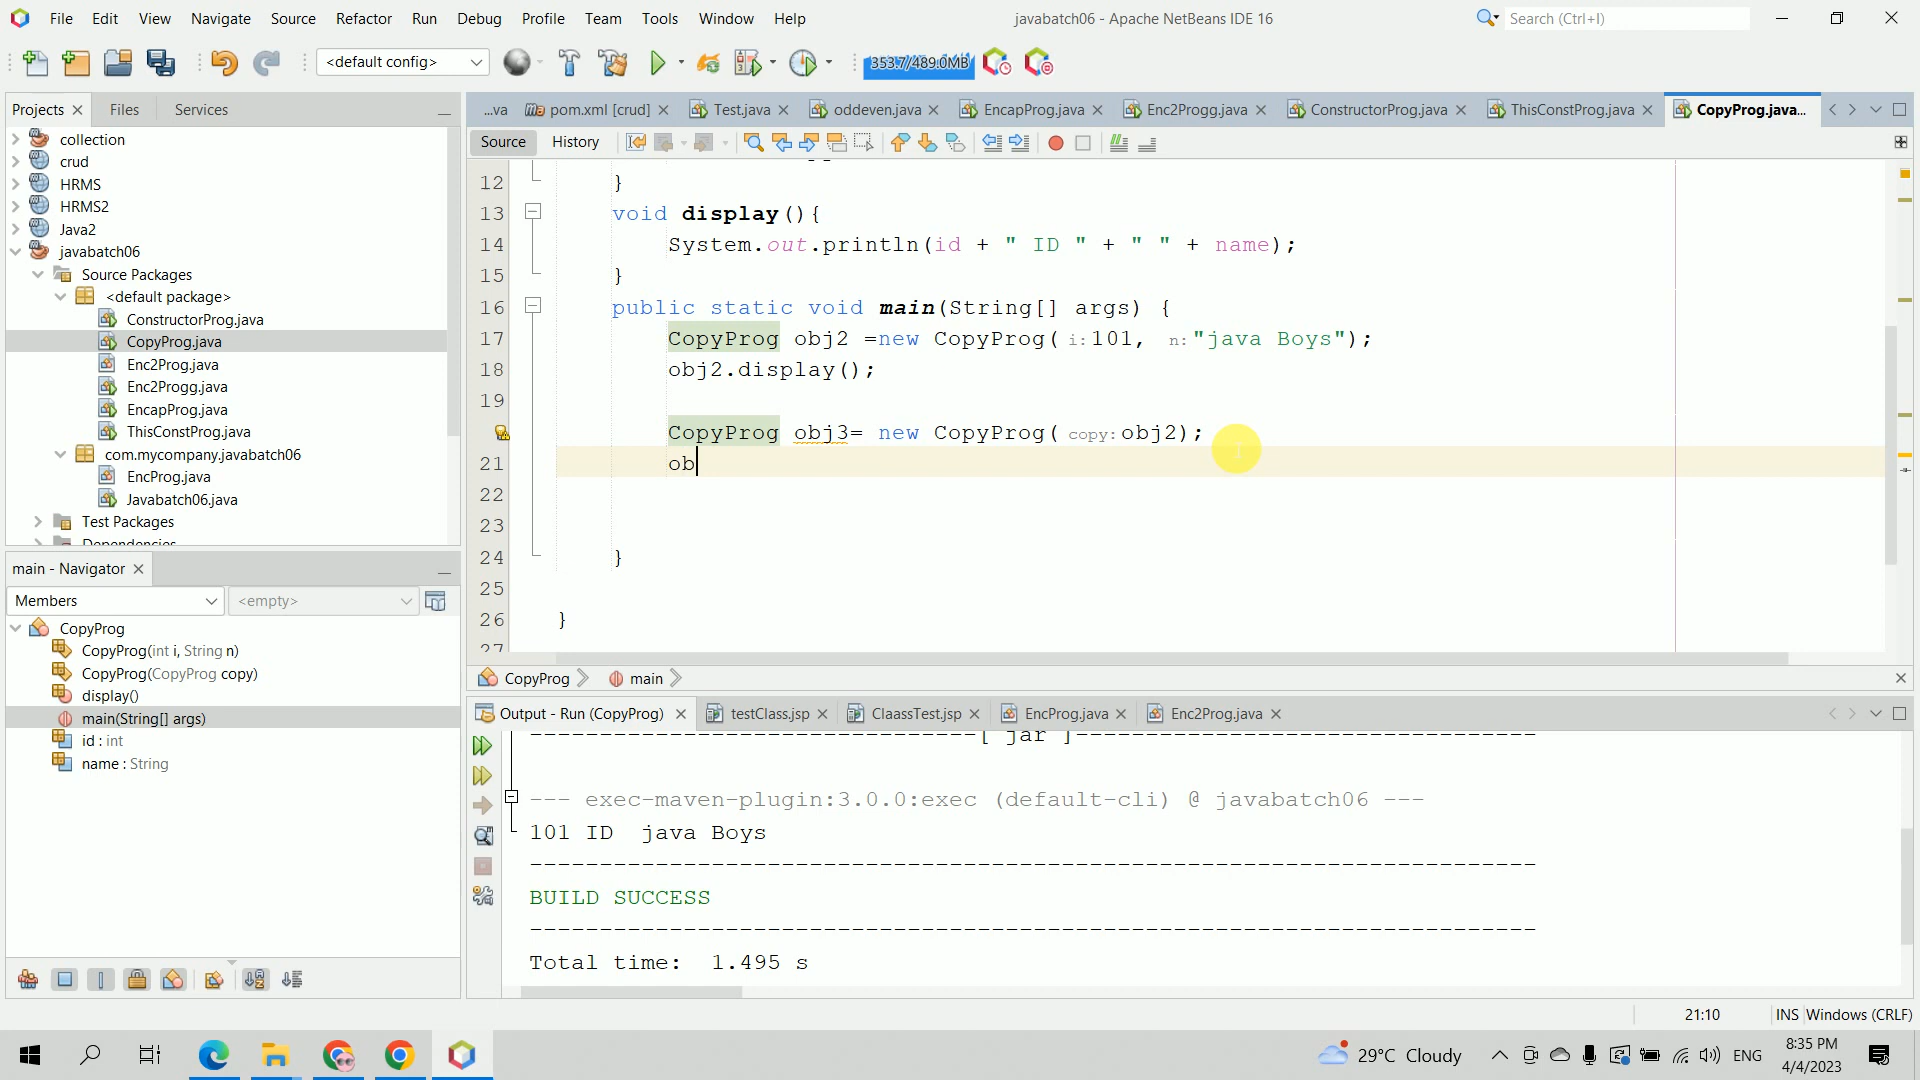 File Edit View Navigate Source Refactor Run Debug Profile Team Tools Window Help
javabatch06 - Apache NetBeans IDE 16
Search (Ctrl+I)
<default config>
353.7/489.0MB
Projects Files Services
...va pom.xml [crud] Test.java oddeven.java EncapProg.java Enc2Progg.java ConstructorProg.java ThisConstProg.java CopyProg.java...
Source History
collection
crud
HRMS
HRMS2
Java2
javabatch06
Source Packages
<default package>
ConstructorProg.java
CopyProg.java
Enc2Prog.java
Enc2Progg.java
EncapProg.java
ThisConstProg.java
com.mycompany.javabatch06
EncProg.java
Javabatch06.java
Test Packages
Dependencies
12 }
13 void display(){
14 System.out.println(id + " ID " + " " + name);
15 }
16 public static void main(String[] args) {
17 CopyProg obj2 =new CopyProg( i:101, n:"java Boys");
18 obj2.display();
19
CopyProg obj3= new CopyProg( copy:obj2);
21 ob
22
23
24 }
25
26 }
27
CopyProg main
main - Navigator
Members <empty>
CopyProg
CopyProg(int i, String n)
CopyProg(CopyProg copy)
display()
main(String[] args)
id : int
name : String
Output - Run (CopyProg) testClass.jsp ClaassTest.jsp EncProg.java Enc2Prog.java
--------------------------------[ jar ]---------------------------------
--- exec-maven-plugin:3.0.0:exec (default-cli) @ javabatch06 ---
101 ID  java Boys
------------------------------------------------------------------------
BUILD SUCCESS
------------------------------------------------------------------------
Total time:  1.495 s
21:10 INS Windows (CRLF)
29°C Cloudy
ENG
8:35 PM
4/4/2023